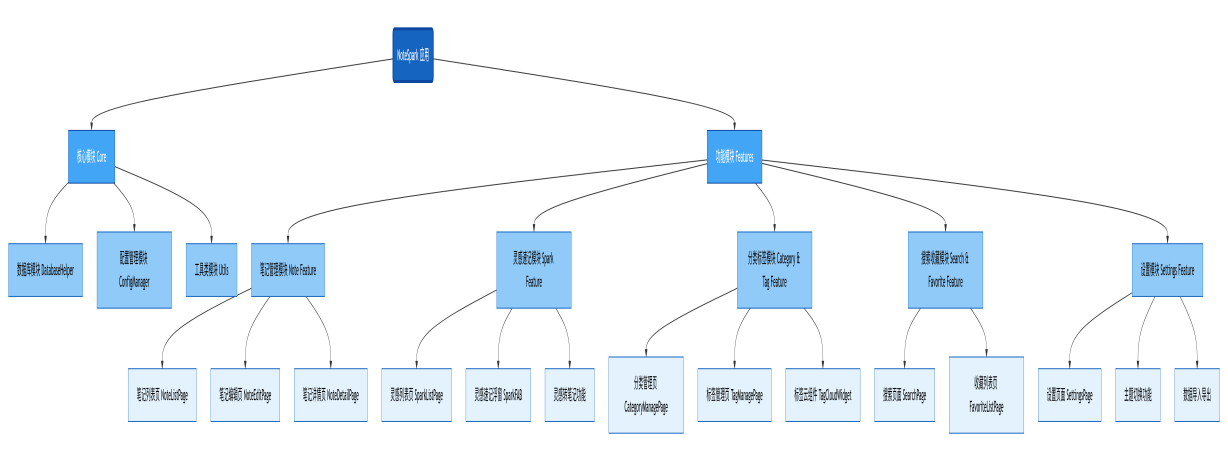 NoteSpark 应用
核心模块 Core
功能模块 Features
数据库模块 DatabaseHelper
配置管理模块
ConfigManager
工具类模块 Utils
笔记管理模块 Note Feature
灵感速记模块 Spark
Feature
分类标签模块 Category &
Tag Feature
搜索收藏模块 Search &
Favorite Feature
设置模块 Settings Feature
笔记列表页 NoteListPage
笔记编辑页 NoteEditPage
笔记详情页 NoteDetailPage
灵感列表页 SparkListPage
灵感速记浮窗 SparkFAB
灵感转笔记功能
分类管理页
CategoryManagePage
标签管理页 TagManagePage
标签云组件 TagCloudWidget
搜索页面 SearchPage
收藏列表页
FavoriteListPage
设置页面 SettingsPage
主题切换功能
数据导入导出